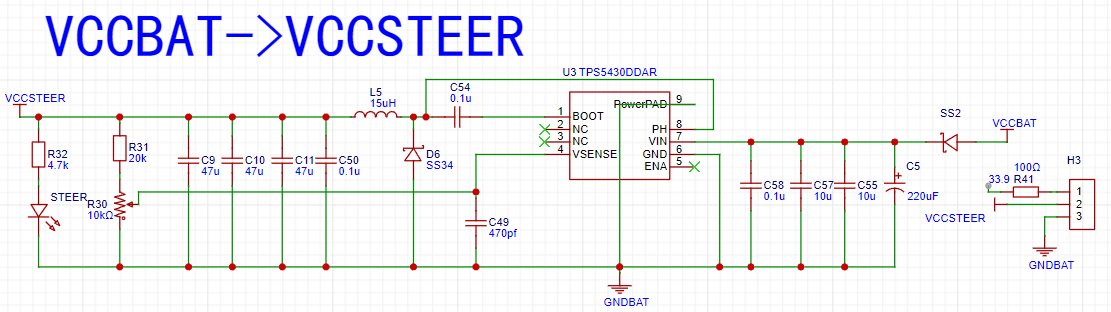 VCCBAT->VCCSTEER
U3 TPS5430DDAR
VCCSTEER
L5
15uH
C54
0.1u
1 BOOT
2 NC
3 NC
4 VSENSE
PowerPAD 9
PH 8
VIN 7
GND 6
ENA 5
SS2
VCCBAT
R32
4.7k
R31
20k
C9
47u
C10
47u
C11
47u
C50
0.1u
D6
SS34
STEER
R30
10kΩ
C49
470pf
C58
0.1u
C57
10u
C55
10u
C5
220uF
H3
100Ω
33.9 R41
1
2
3
VCCSTEER
GNDBAT
GNDBAT